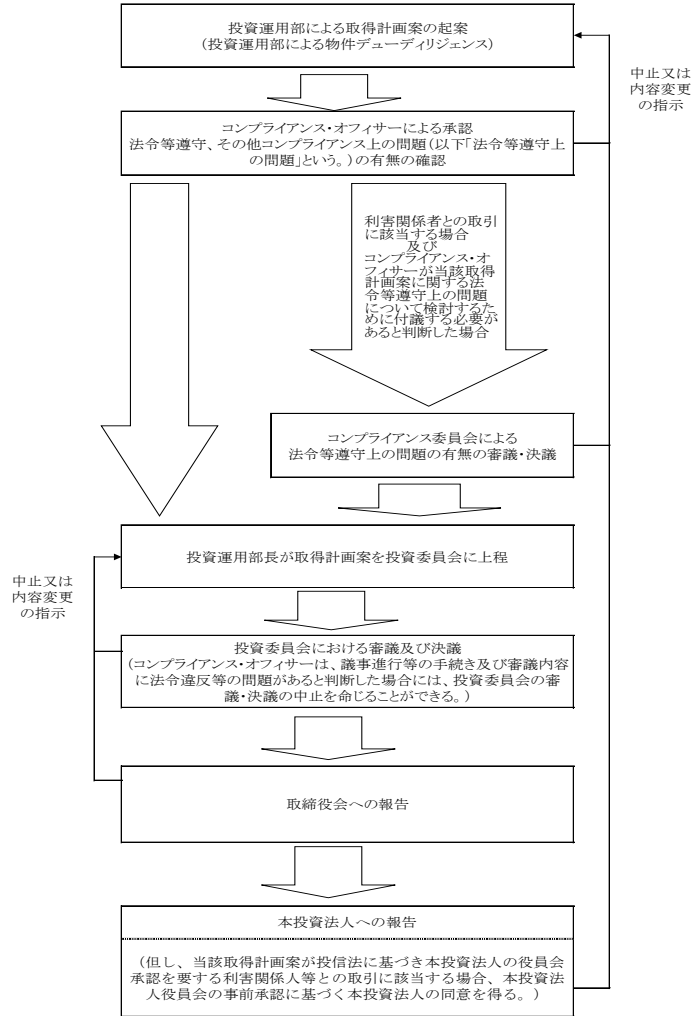 投資運用部による取得計画案の起案
(投資運用部による物件デューディリジェンス)
中止又は
内容変更
の指示
コンプライアンス・オフィサーによる承認
法令等遵守、その他コンプライアンス上の問題(以下「法令等遵守上
の問題」という。)の有無の確認
利害関係者との取引
に該当する場合
及び
コンプライアンス・オ
フィサーが当該取得
計画案に関する法
令等遵守上の問題
について検討するた
めに付議する必要が
あると判断した場合
コンプライアンス委員会による
法令等遵守上の問題の有無の審議・決議
投資運用部長が取得計画案を投資委員会に上程
中止又は
内容変更
の指示
投資委員会における審議及び決議
(コンプライアンス・オフィサーは、議事進行等の手続き及び審議内容
に法令違反等の問題があると判断した場合には、投資委員会の審
議・決議の中止を命じることができる。)
取締役会への報告
本投資法人への報告
(但し、当該取得計画案が投信法に基づき本投資法人の役員会
承認を要する利害関係人等との取引に該当する場合、本投資法
人役員会の事前承認に基づく本投資法人の同意を得る。)